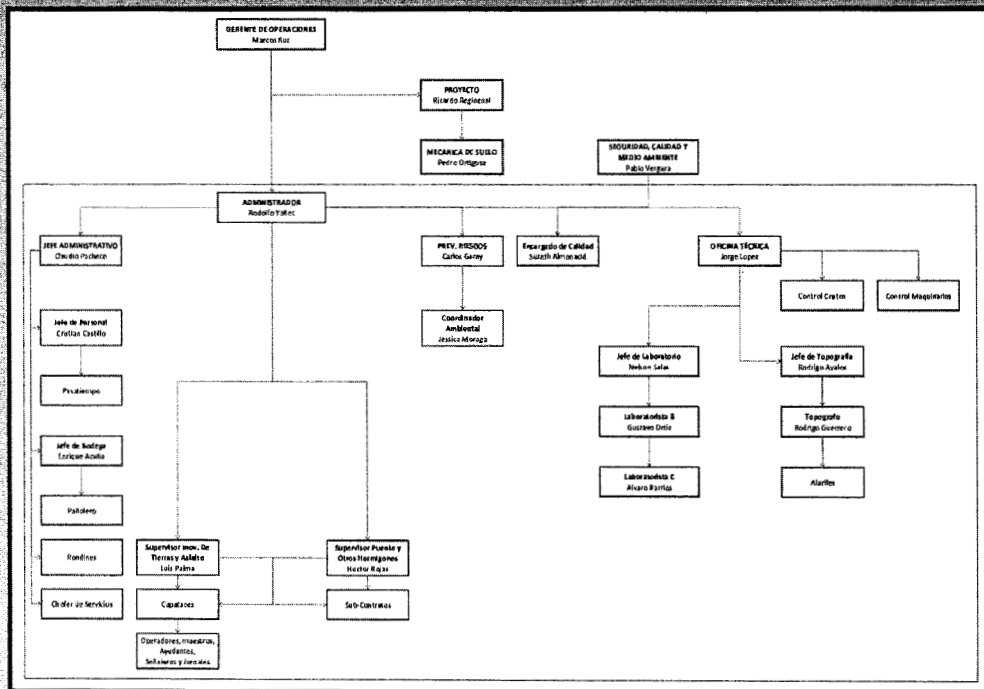 GERENTE DE OPERACIONES
Marcos Ruz
PROYECTO
Ricardo Reginensi
MECANICA DE SUELO
Pedro Ortigosa
SEGURIDAD, CALIDAD Y
MEDIO AMBIENTE
Pablo Vergara
ADMINISTRADOR
Rodolfo Yañez
JEFE ADMINISTRATIVO
Claudio Pacheco
PREV. RIESGOS
Carlos Garay
Encargado de Calidad
Almonacid
OFICINA TÉCNICA
Jorge Lopez
Control Costos
Control Maquinarias
Jefe de Personal
Cristian Castillo
Coordinador
Ambiental
Jessica Moraga
Jefe de Laboratorio
Nelson Salas
Jefe de Topografía
Rodrigo Avalos
Pasatiempo
Laboratorista B
Gustavo Ortiz
Topografo
Rodrigo Guerrero
Jefe de Bodega
Enrique Acuña
Laboratorista C
Alvaro Barrios
Alarifes
Pañolero
Rondines
Supervisor mov. De
Tierras y Asfalto
Luis Palma
Supervisor Puente y
Otros Hormigones
Hector Rojas
Chofer de Servicios
Capataces
Sub-Contratos
Operadores, maestros,
Ayudantes,
Señaleros y Jornales